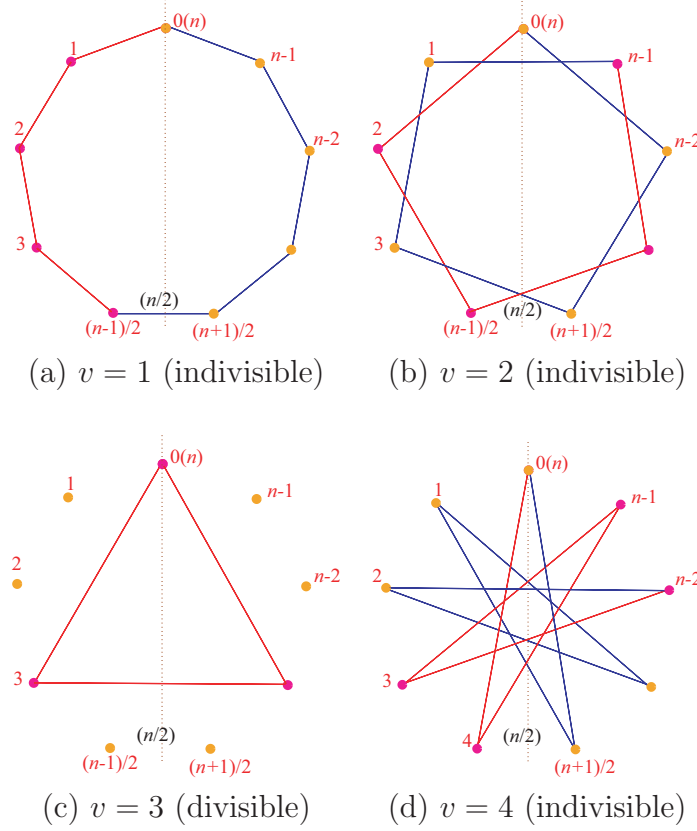 0(n)
1
n-1
2
n-2
3
(n/2)
(n-1)/2
(n+1)/2
(a) v = 1 (indivisible)
0(n)
1
n-1
2
n-2
3
(n/2)
(n-1)/2
(n+1)/2
(b) v = 2 (indivisible)
0(n)
1
n-1
2
n-2
3
(n/2)
(n-1)/2
(n+1)/2
(c) v = 3 (divisible)
0(n)
1
n-1
2
n-2
3
4
(n/2)
(n+1)/2
(d) v = 4 (indivisible)